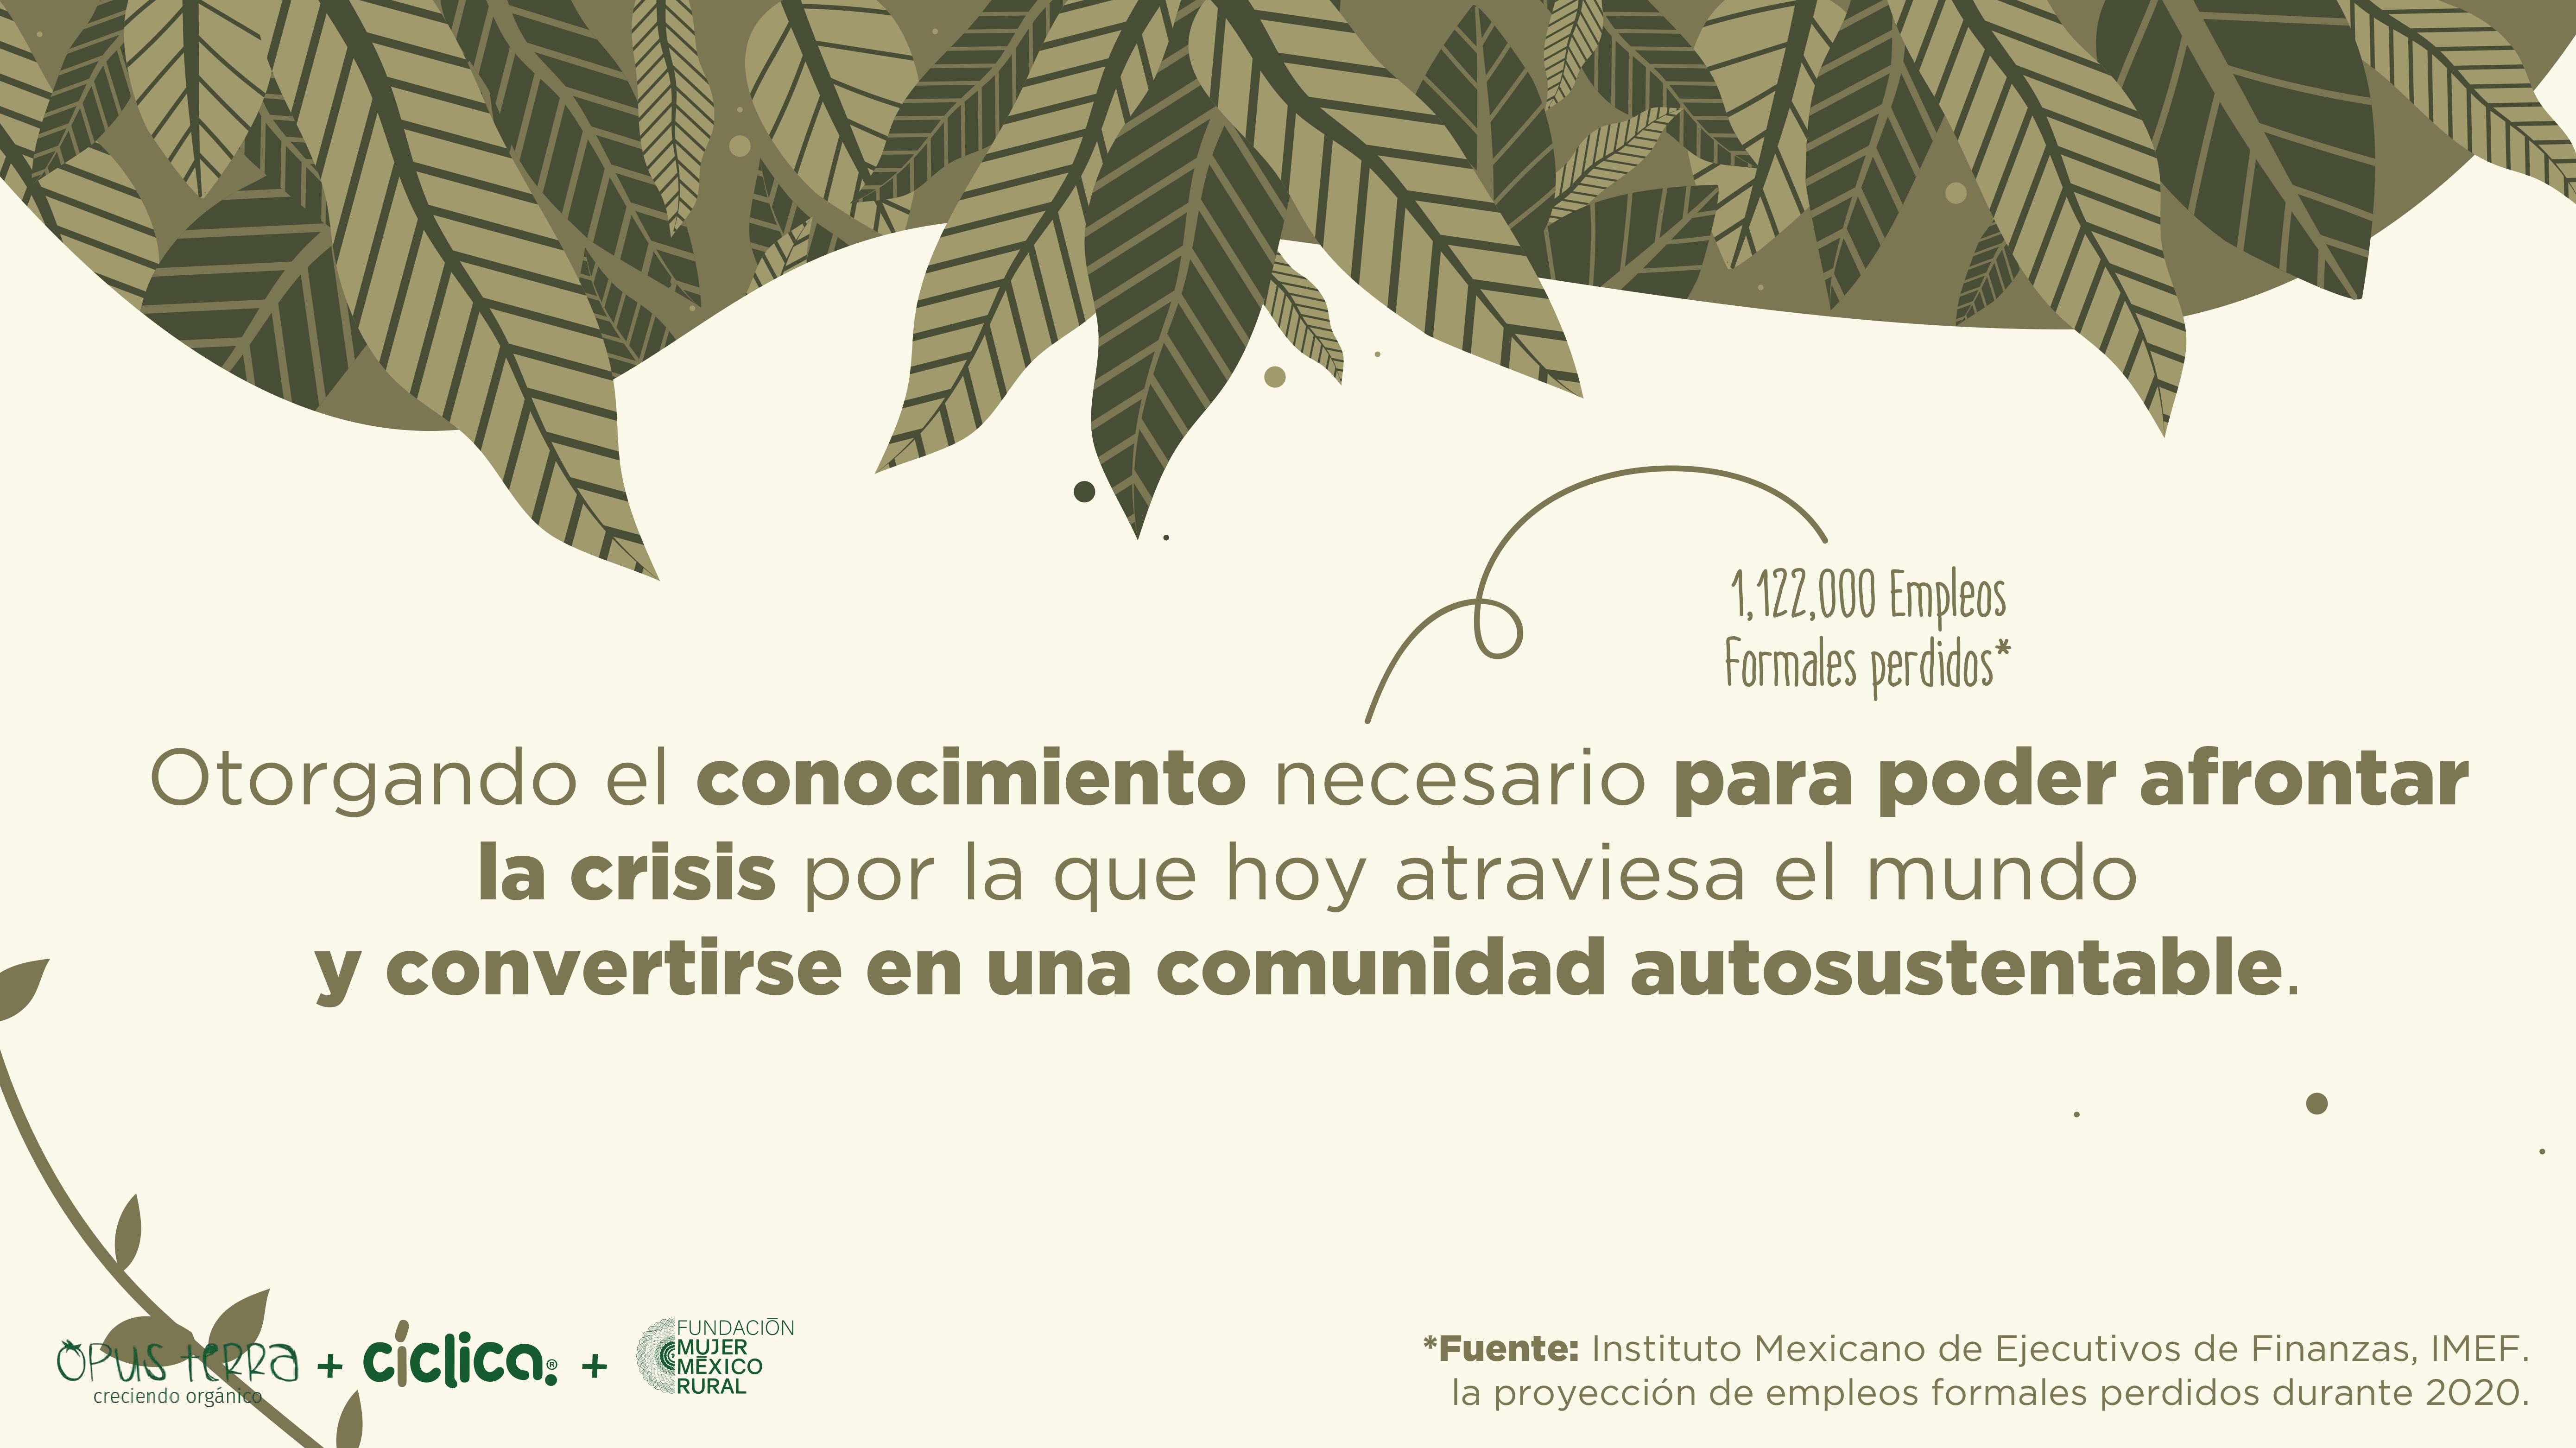 1,122,000 Empleos
Formales perdidos*
Otorgando el conocimiento necesario para poder afrontar
la crisis por la que hoy atraviesa el mundo
y convertirse en una comunidad autosustentable.
OPUS tERRa
creciendo orgánico
+
cíclica.®
+
FUNDACIÓN
MUJER
MÉXICO
RURAL
*Fuente: Instituto Mexicano de Ejecutivos de Finanzas, IMEF.
la proyección de empleos formales perdidos durante 2020.